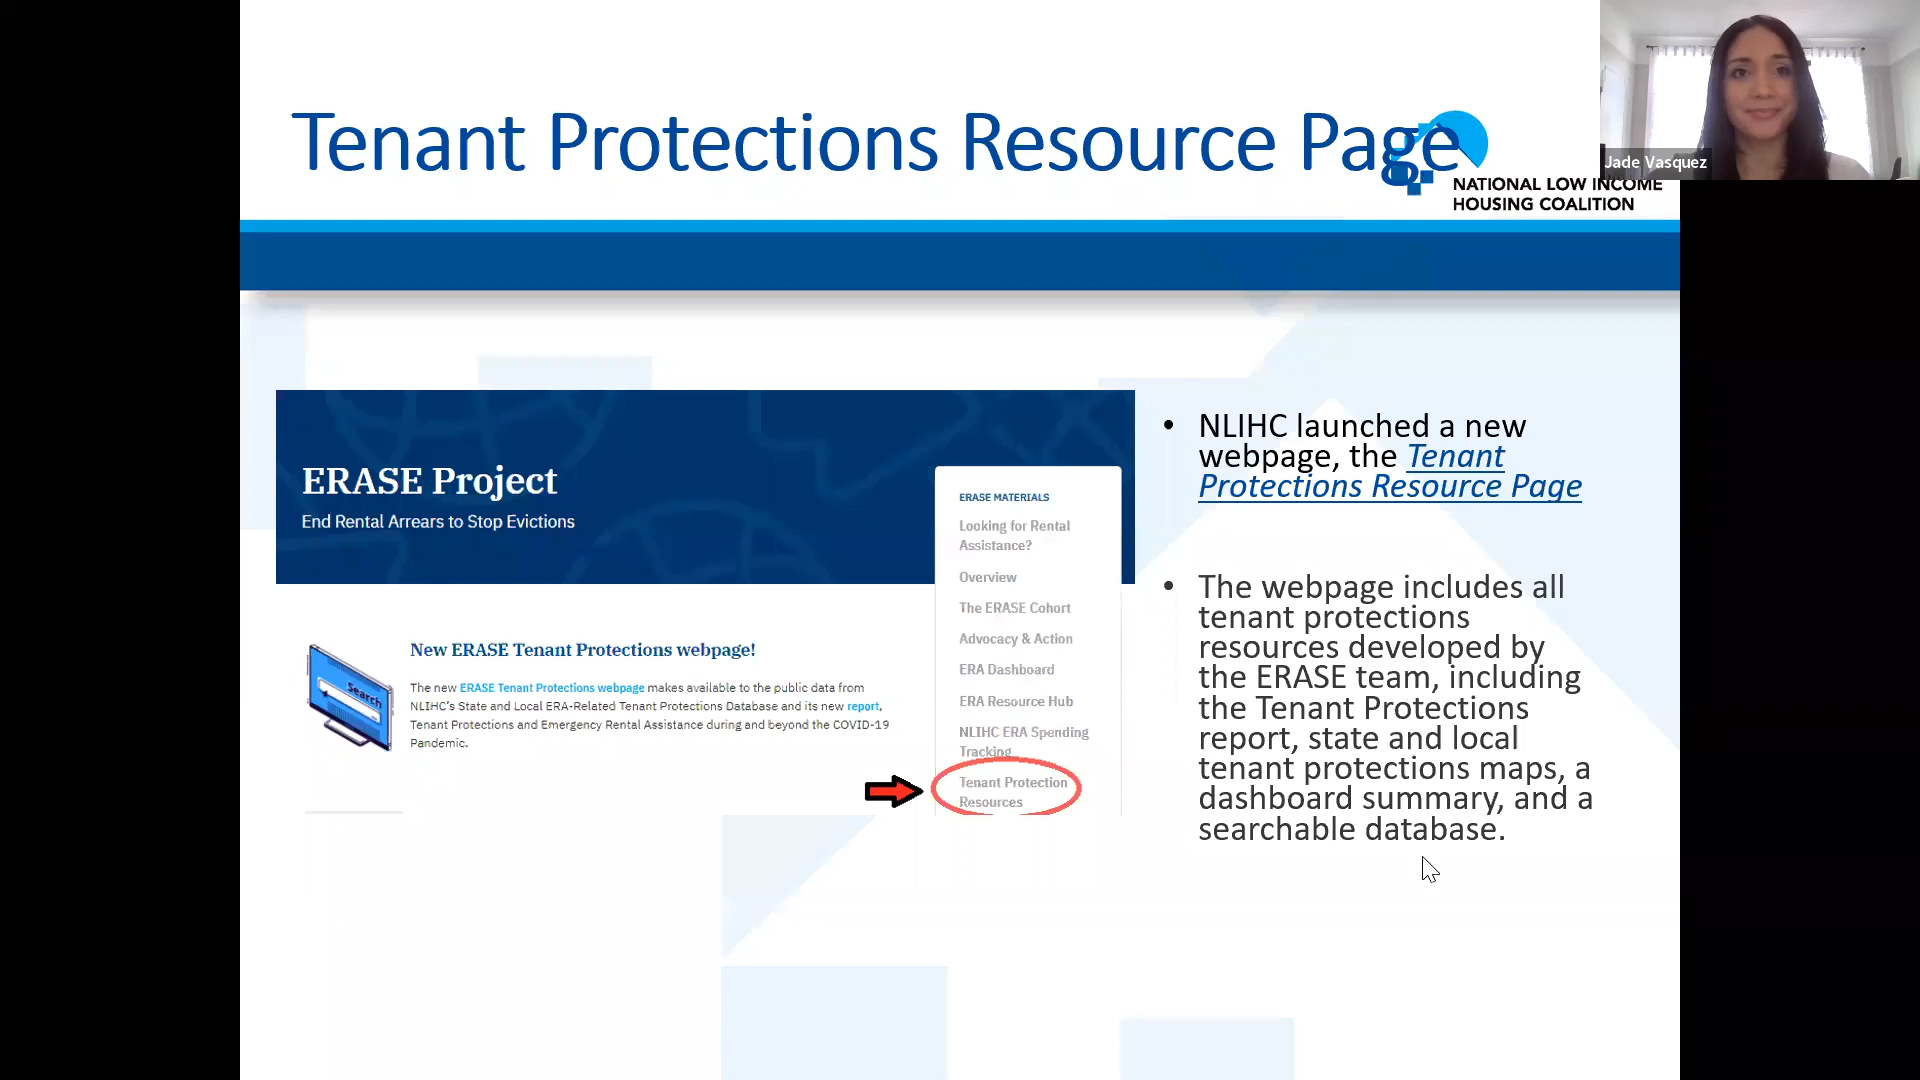 Tenant Protections Resource Page
NATIONAL LOW INCOME
HOUSING COALITION
Jade Vasquez
ERASE Project
End Rental Arrears to Stop Evictions
New ERASE Tenant Protections webpage!
Search
The new ERASE Tenant Protections webpage makes available to the public data from
NLIHC's State and Local ERA-Related Tenant Protections Database and its new report,
Tenant Protections and Emergency Rental Assistance during and beyond the COVID-19
Pandemic.
ERASE MATERIALS
Looking for Rental
Assistance?
Overview
The ERASE Cohort
Advocacy & Action
ERA Dashboard
ERA Resource Hub
NLIHC ERA Spending
Tracking
Tenant Protection
Resources
• NLIHC launched a new
webpage, the Tenant
Protections Resource Page
• The webpage includes all
tenant protections
resources developed by
the ERASE team, including
the Tenant Protections
report, state and local
tenant protections maps, a
dashboard summary, and a
searchable database.